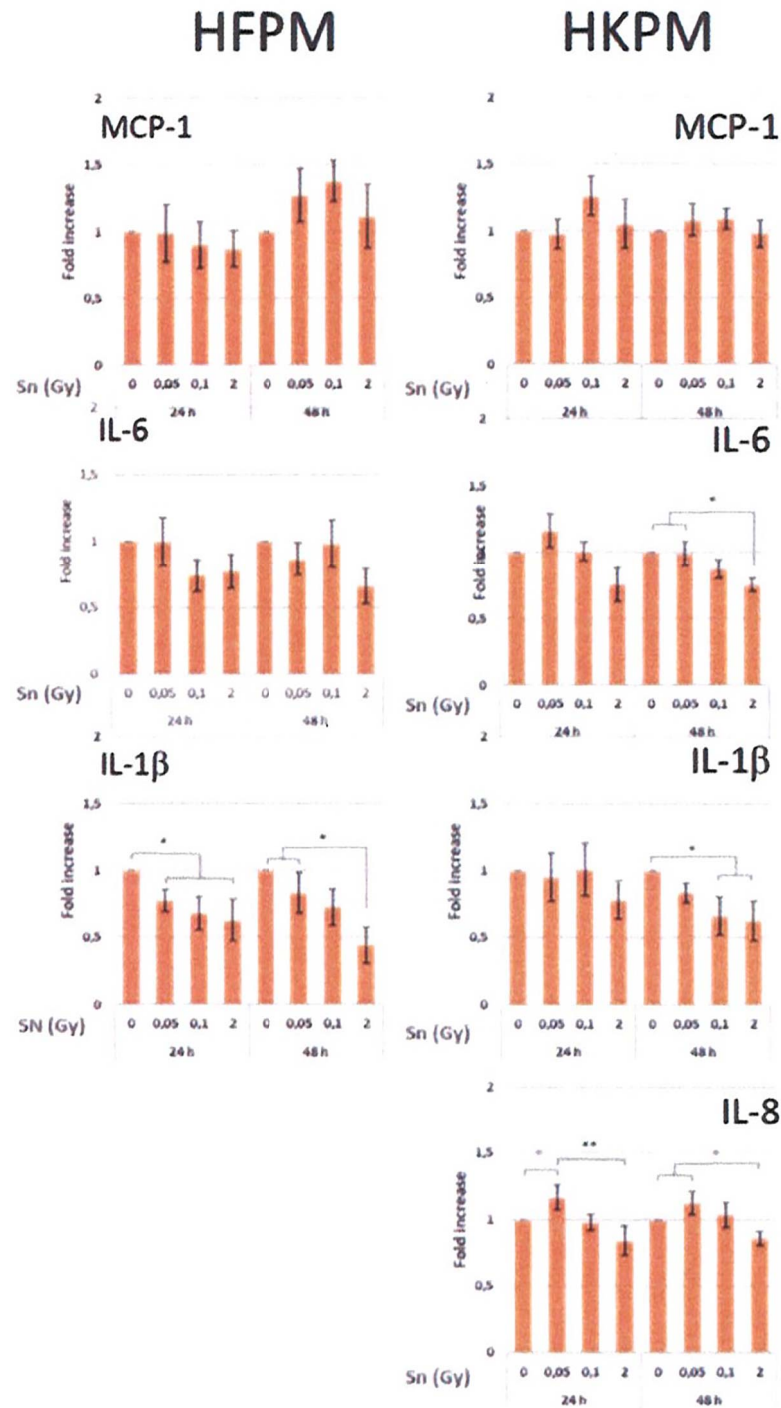 HFPM
HKPM
2
MCP-1
1,5
Fold increase
1
0,5
0
Sn (Gy)
0 0,05 0,1 2 0 0,05 0,1 2
24 h 48 h
2
MCP-1
1,5
Fold increase
1
0,5
0
Sn (Gy)
0 0,05 0,1 2 0 0,05 0,1 2
24 h 48 h
2
IL-6
1,5
Fold increase
1
0,5
0
Sn (Gy)
0 0,05 0,1 2 0 0,05 0,1 2
24 h 48 h
2
IL-6
1,5
*
Fold increase
1
0,5
0
Sn (Gy)
0 0,05 0,1 2 0 0,05 0,1 2
24 h 48 h
2
IL-1β
1,5
* *
Fold increase
1
0,5
0
SN (Gy)
0 0,05 0,1 2 0 0,05 0,1 2
24 h 48 h
2
IL-1β
1,5
*
Fold increase
1
0,5
0
Sn (Gy)
0 0,05 0,1 2 0 0,05 0,1 2
24 h 48 h
2
IL-8
1,5
* ** *
Fold increase
1
0,5
0
Sn (Gy)
0 0,05 0,1 2 0 0,05 0,1 2
24 h 48 h